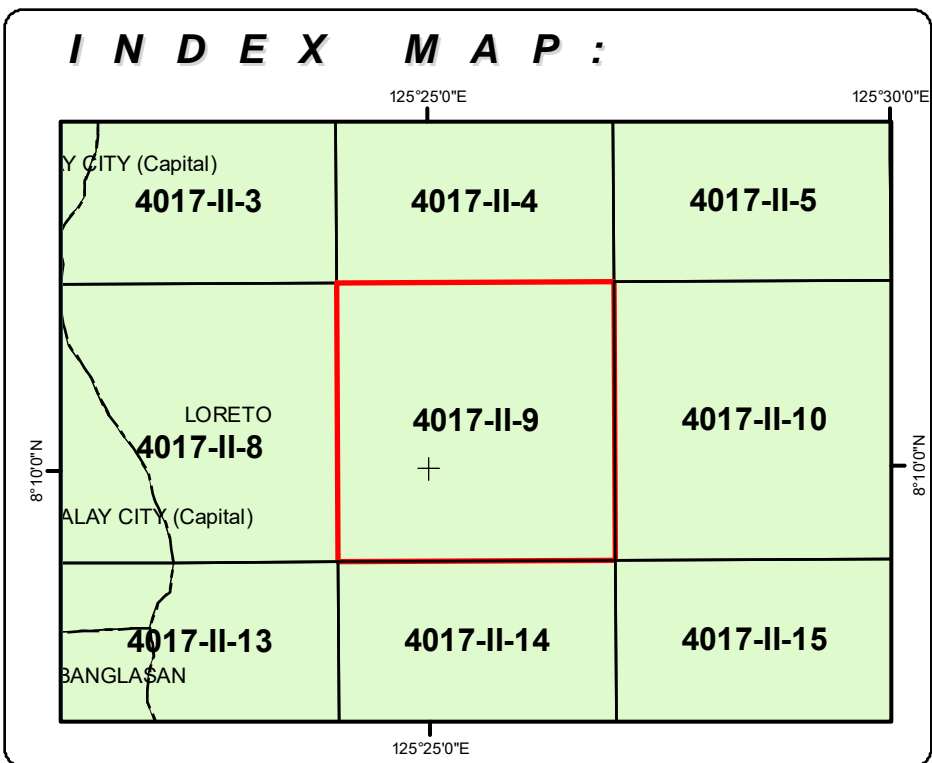 INDEX MAP:
125°25'0"E
125°30'0"E
Y CITY (Capital)
4017-II-3
4017-II-4
4017-II-5
LORETO
4017-II-8
4017-II-9
4017-II-10
8°10'0"N
8°10'0"N
ALAY CITY (Capital)
4017-II-13
4017-II-14
4017-II-15
BANGLASAN
125°25'0"E